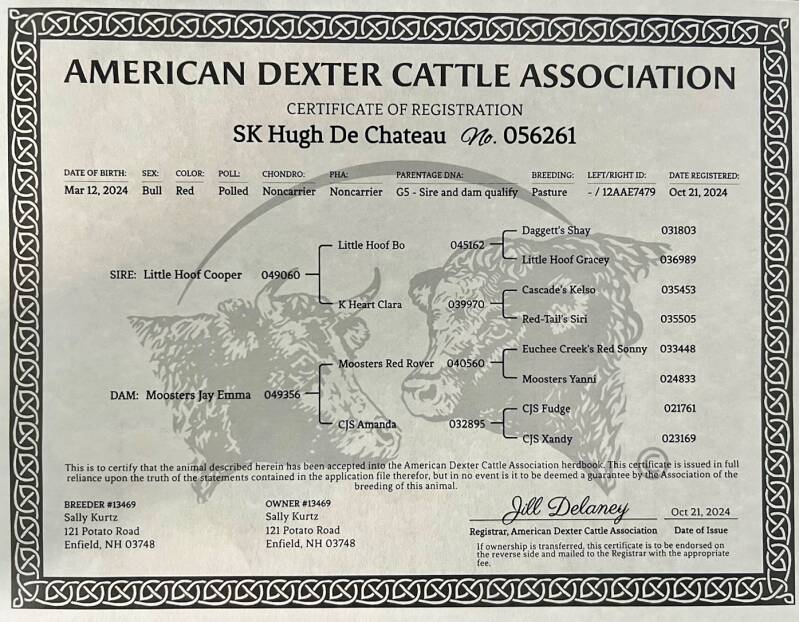 AMERICAN DEXTER CATTLE ASSOCIATION
CERTIFICATE OF REGISTRATION
SK Hugh De Chateau No. 056261
DATE OF BIRTH: SEX: COLOR: POLL: CHONDRO: PHA: PARENTAGE DNA: BREEDING: LEFT/RIGHT ID: DATE REGISTERED:
Mar 12, 2024 Bull Red Polled Noncarrier Noncarrier G5 - Sire and dam qualify Pasture - / 12AAE7479 Oct 21, 2024
Daggett's Shay 031803
Little Hoof Bo 045162
Little Hoof Gracey 036989
SIRE: Little Hoof Cooper 049060
Cascade's Kelso 035453
K Heart Clara 039970
Red-Tail's Siri 035505
Euchee Creek's Red Sonny 033448
Moosters Red Rover 040560
Moosters Yanni 024833
DAM: Moosters Jay Emma 049356
CJS Fudge 021761
CJS Amanda 032895
CJS Xandy 023169
©
This is to certify that the animal described herein has been accepted into the American Dexter Cattle Association herdbook. This certificate is issued in full
reliance upon the truth of the statements contained in the application file therefor, but in no event is it to be deemed a guarantee by the Association of the
breeding of this animal.
BREEDER #13469
Sally Kurtz
121 Potato Road
Enfield, NH 03748
OWNER #13469
Sally Kurtz
121 Potato Road
Enfield, NH 03748
Jill Delaney Oct 21, 2024
Registrar, American Dexter Cattle Association Date of Issue
If ownership is transferred, this certificate is to be endorsed on
the reverse side and mailed to the Registrar with the appropriate
fee.